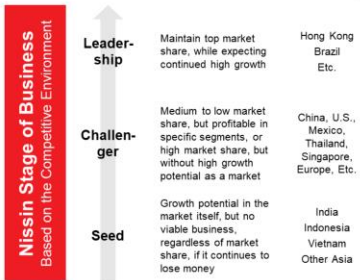 Nissin Stage of Business
Based on the Competitive Environment
Leader-
ship
Maintain top market
share, while expecting
continued high growth
Hong Kong
Brazil
Etc.
Challen-
ger
Medium to low market
share, but profitable in
specific segments, or
high market share, but
without high growth
potential as a market
China, U.S.,
Mexico,
Thailand,
Singapore,
Europe, Etc.
Seed
Growth potential in the
market itself, but no
viable business,
regardless of market
share, if it continues to
lose money
India
Indonesia
Vietnam
Other Asia